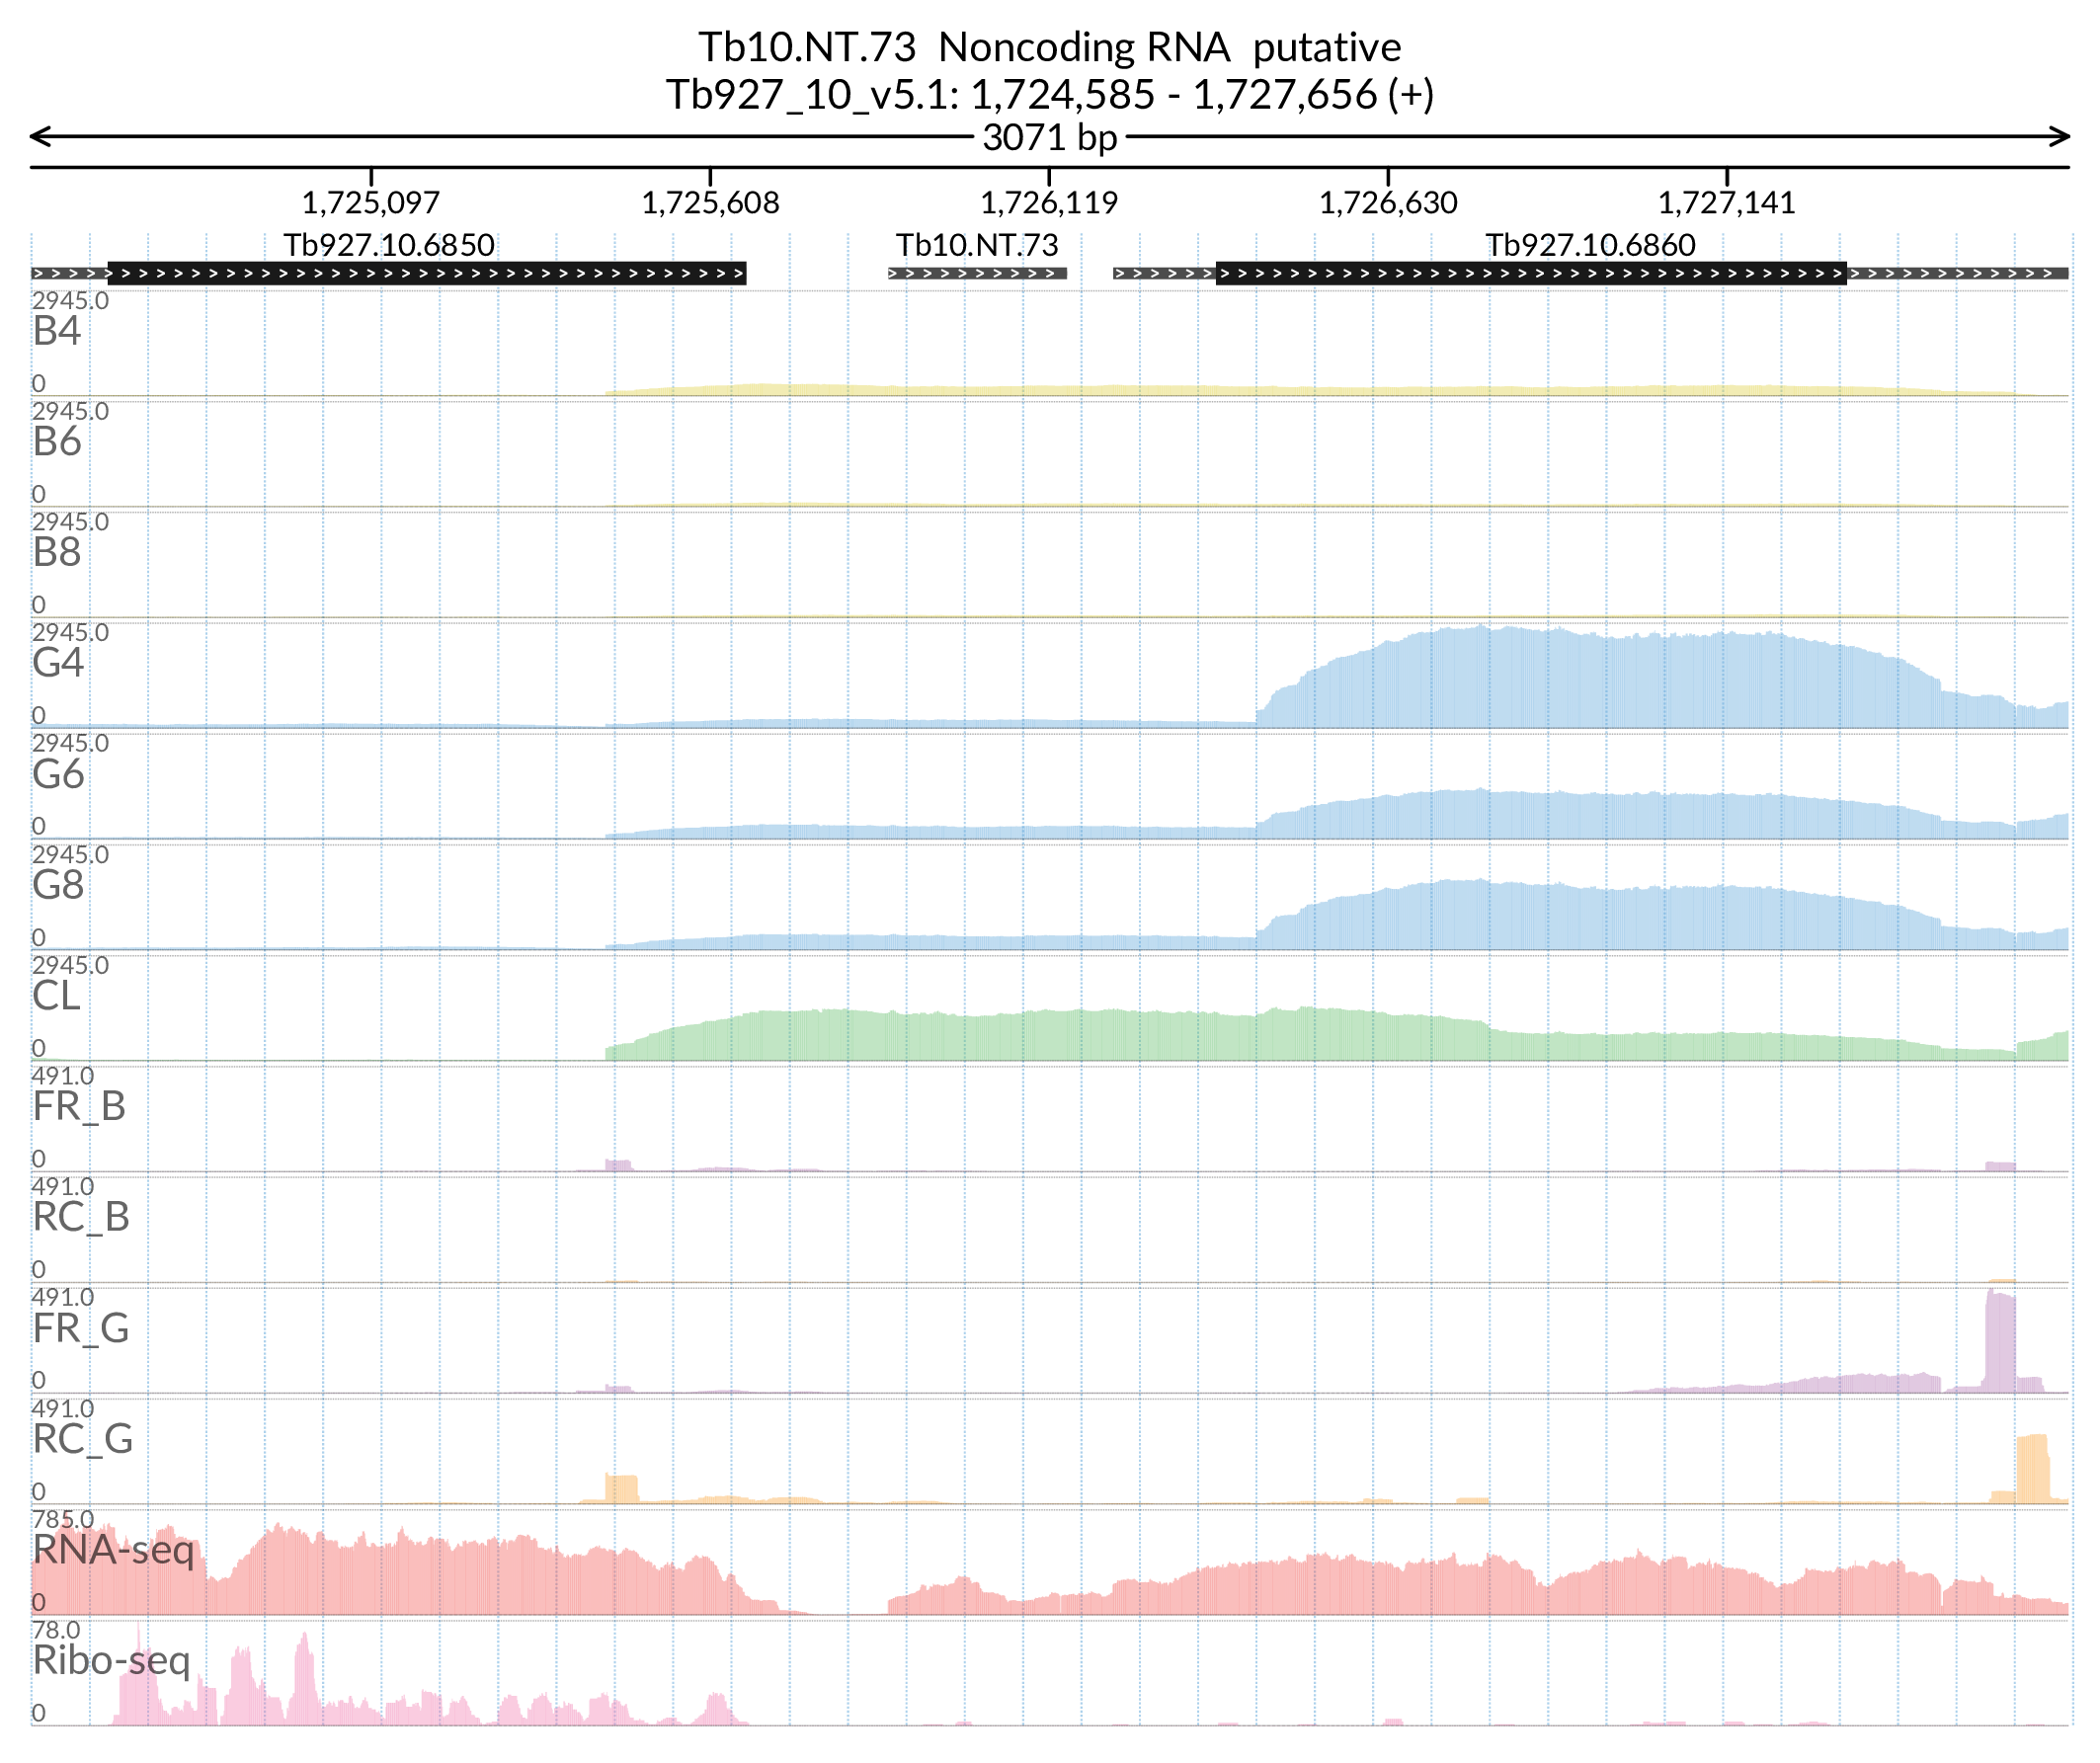 Tb10.NT.73  Noncoding RNA  putative
Tb927_10_v5.1: 1,724,585 - 1,727,656 (+)
3071 bp
1,725,097 1,725,608 1,726,119 1,726,630 1,727,141
Tb927.10.6850 Tb10.NT.73 Tb927.10.6860
2945.0
B4
0
2945.0
B6
0
2945.0
B8
0
2945.0
G4
0
2945.0
G6
0
2945.0
G8
0
2945.0
CL
0
491.0
FR_B
0
491.0
RC_B
0
491.0
FR_G
0
491.0
RC_G
0
785.0
RNA-seq
0
78.0
Ribo-seq
0